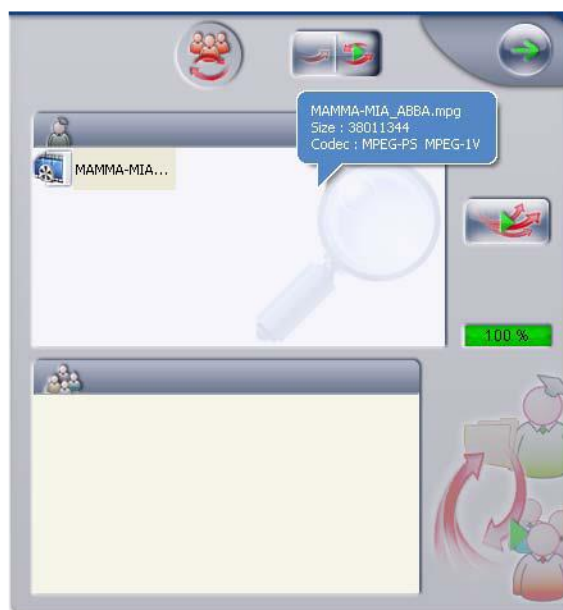 MAMMA-MIA_ABBA.mpg
Size : 38011344
Codec : MPEG-PS MPEG-1V
MAMMA-MIA...
100 %